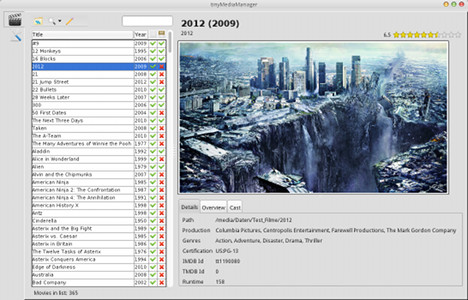 tinyMediaManager
2012 (2009)
2012
6.5
Title Year
#9 2009
12 Monkeys 1995
16 Blocks 2006
2012 2009
21 2008
21 Jump Street 2012
22 Bullets 2010
28 Weeks Later 2007
300 2006
50 First Dates 2004
The Next Three Days 2010
Taken 2008
The A-Team 2010
The Many Adventures of Winnie the Pooh 1977
Aladdin 1992
Alice in Wonderland 1999
Alien 1979
Alvin and the Chipmunks 2007
American Ninja 1985
American Ninja 2: The Confrontation 1987
American Ninja 4: The Annihilation 1991
American History X 1998
Antz 1998
Cinderella 1950
Asterix and the Big Fight 1989
Asterix vs. Caesar 1985
Asterix in Britain 1986
The Twelve Tasks of Asterix 1976
Asterix Conquers America 1994
Edge of Darkness 2010
Australia 2008
Bad Company 2002
Movies in list: 365
Details Overview Cast
Path /media/Daten/Test_Filme/2012
Production Columbia Pictures, Centropolis Entertainment, Farewell Productions, The Mark Gordon Company
Genres Action, Adventure, Disaster, Drama, Thriller
Certification US:PG-13
IMDB Id tt1190080
TMDB Id 0
Runtime 158